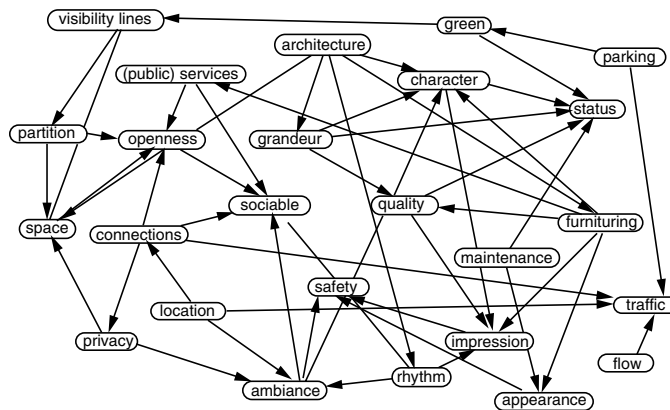 visibility lines
green
architecture
parking
(public) services
character
status
partition
openness
grandeur
sociable
quality
space
connections
furnituring
maintenance
safety
location
traffic
privacy
impression
flow
ambiance
rhythm
appearance